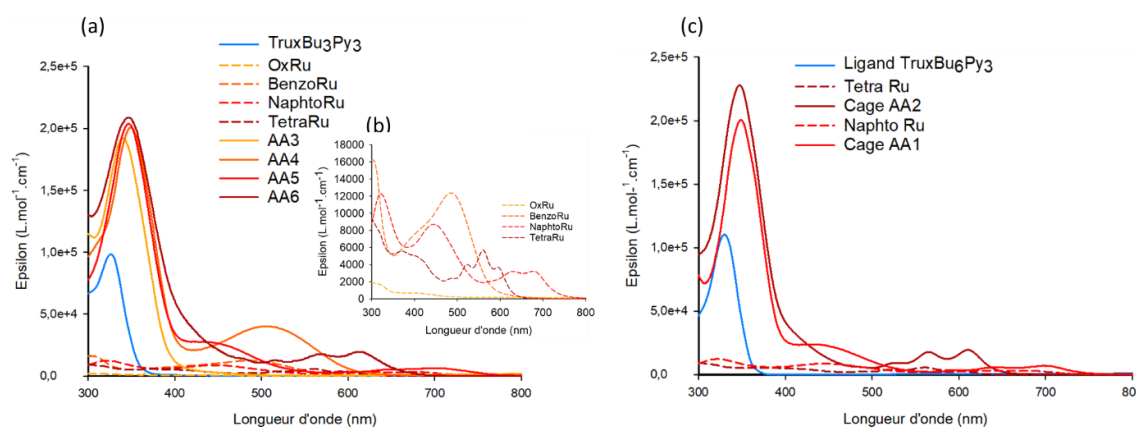 (a)
TruxBu3Py3
OxRu
BenzoRu
NaphtoRu
TetraRu
AA3
AA4
AA5
AA6
2,5e+5
2,0e+5
1,5e+5
1,0e+5
5,0e+4
0,0
Epsilon (L.mol-1.cm-1)
300 400 500 600 700 800
Longueur d'onde (nm)
(b)
18000
16000
14000
12000
10000
8000
6000
4000
2000
0
Epsilon (L.mol-1.cm-1)
OxRu
BenzoRu
NaphtoRu
TetraRu
300 400 500 600 700 800
Longueur d'onde (nm)
(c)
Ligand TruxBu6Py3
Tetra Ru
Cage AA2
Naphto Ru
Cage AA1
2,5e+5
2,0e+5
1,5e+5
1,0e+5
5,0e+4
0,0
Epsilon (L.mol-1.cm-1)
300 400 500 600 700 800
Longueur d'onde (nm)